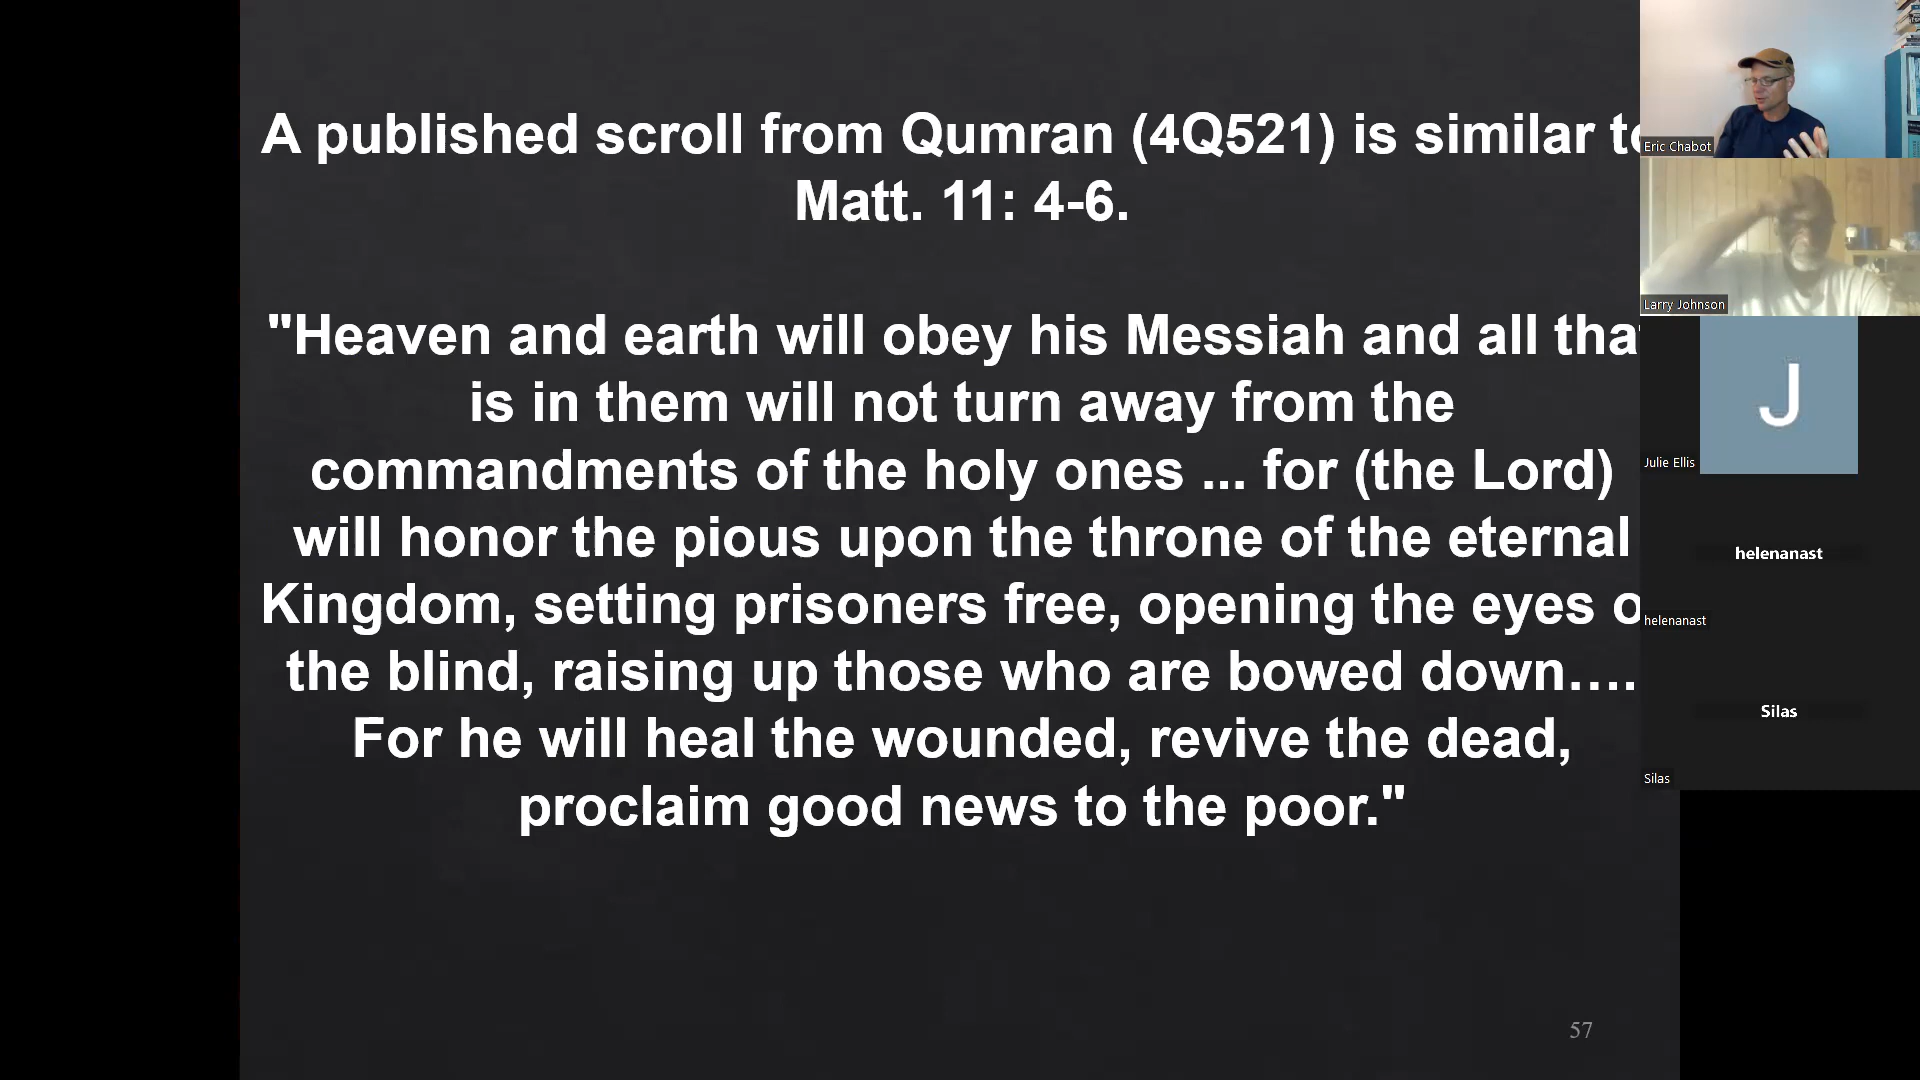 A published scroll from Qumran (4Q521) is similar to
Matt. 11: 4-6.
"Heaven and earth will obey his Messiah and all that
is in them will not turn away from the
commandments of the holy ones ... for (the Lord)
will honor the pious upon the throne of the eternal
Kingdom, setting prisoners free, opening the eyes o
the blind, raising up those who are bowed down….
For he will heal the wounded, revive the dead,
proclaim good news to the poor."
57
Eric Chabot
Larry Johnson
J
Julie Ellis
helenanast
helenanast
Silas
Silas